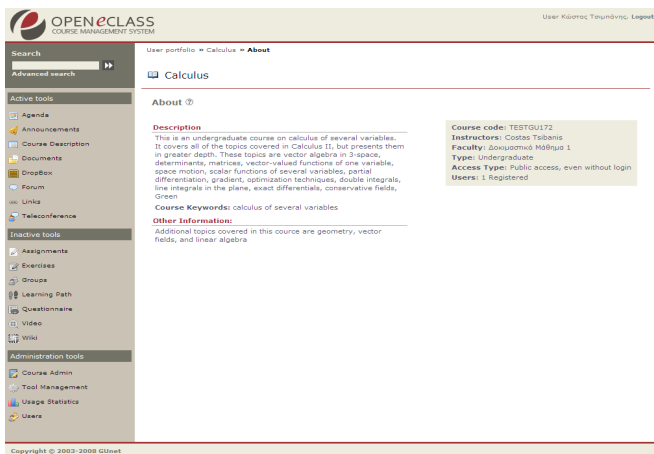 OPEN eCLASS
COURSE MANAGEMENT SYSTEM
User Κώστας Τσιμπάνης, Logout
Search
Advanced search
User portfolio » Calculus » About
Calculus
Active tools
Agenda
Announcements
Course Description
Documents
DropBox
Forum
Links
Teleconference
Inactive tools
Assignments
Exercises
Groups
Learning Path
Questionnaire
Video
Wiki
Administration tools
Course Admin
Tool Management
Usage Statistics
Users
About
Description
This is an undergraduate course on calculus of several variables.
It covers all of the topics covered in Calculus II, but presents them
in greater depth. These topics are vector algebra in 3-space,
determinants, matrices, vector-valued functions of one variable,
space motion, scalar functions of several variables, partial
differentiation, gradient, optimization techniques, double integrals,
line integrals in the plane, exact differentials, conservative fields,
Green
Course Keywords: calculus of several variables
Other Information:
Additional topics covered in this cource are geometry, vector
fields, and linear algebra
Course code: TESTGU172
Instructors: Costas Tsibanis
Faculty: Δοκιμαστικό Μάθημα 1
Type: Undergraduate
Access Type: Public access, even without login
Users: 1 Registered
Copyright © 2003-2008 GUnet